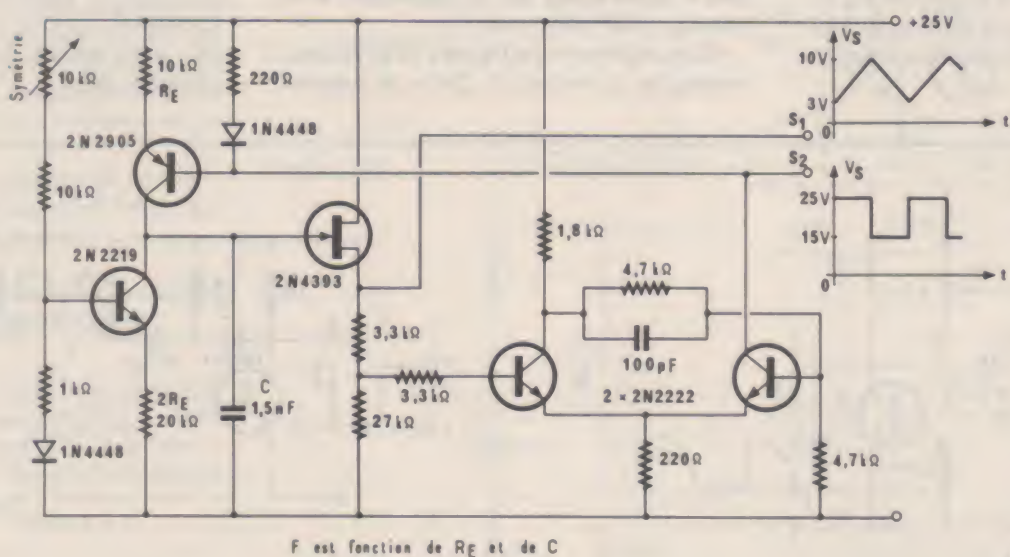 +25V
Symétrie
10kΩ
10kΩ
RE
220Ω
1N4448
2N2905
10kΩ
2N2219
2N4393
1kΩ
1N4448
2RE
20kΩ
C
1,5nF
3,3kΩ
3,3kΩ
27kΩ
1,8kΩ
4,7kΩ
100pF
2 × 2N2222
220Ω
4,7kΩ
S1
VS
10V
3V
0
t
S2
VS
25V
15V
0
t
F est fonction de RE et de C